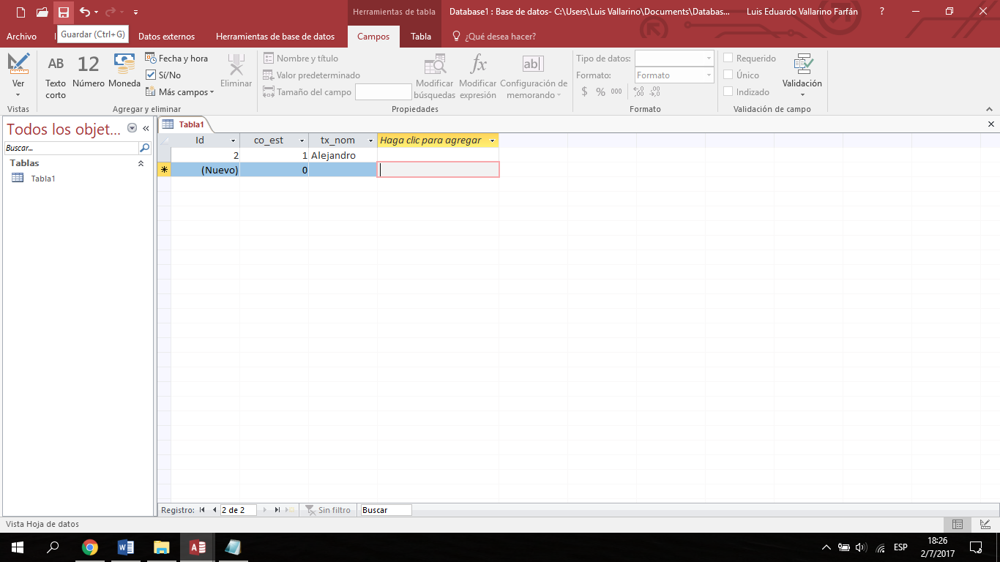 Herramientas de tabla
Database1 : Base de datos- C:\Users\Luis Vallarino\Documents\Databas...
Luis Eduardo Vallarino Farfán
?
Archivo
Guardar (Ctrl+G)
Datos externos
Herramientas de base de datos
Campos
Tabla
¿Qué desea hacer?
Ver
AB
Texto corto
12
Número
Moneda
Fecha y hora
Sí/No
Más campos
Eliminar
Nombre y título
Valor predeterminado
Tamaño del campo
Modificar búsquedas
fx
Modificar expresión
ab
Configuración de memorando
Tipo de datos:
Formato:
Formato
$ % 000
Requerido
Único
Indizado
Validación
Vistas
Agregar y eliminar
Propiedades
Formato
Validación de campo
Todos los objet...
Buscar...
Tablas
Tabla1
Tabla1
Id co_est tx_nom Haga clic para agregar
2 1 Alejandro
(Nuevo) 0
Registro:
2 de 2
Sin filtro
Buscar
Vista Hoja de datos
ESP
18:26
2/7/2017